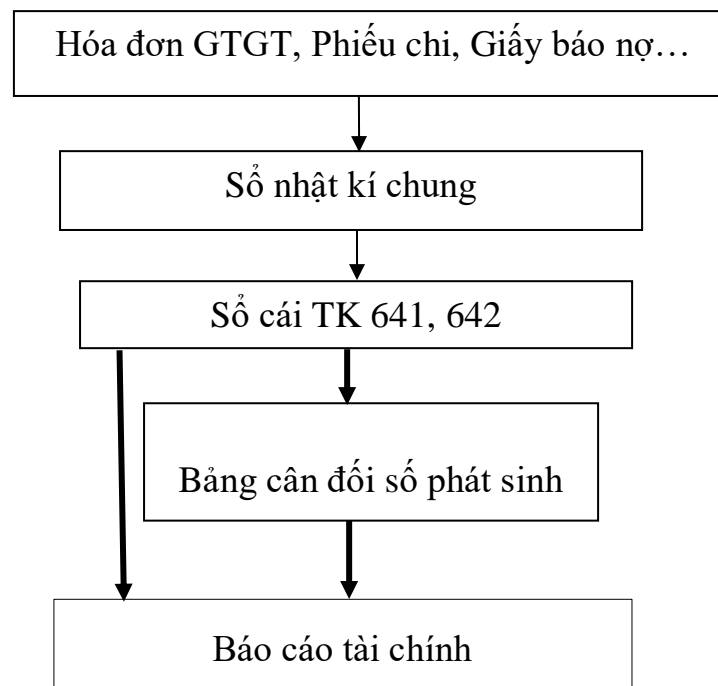 Hóa đơn GTGT, Phiếu chi, Giấy báo nợ…
Sổ nhật kí chung
Sổ cái TK 641, 642
Bảng cân đối số phát sinh
Báo cáo tài chính